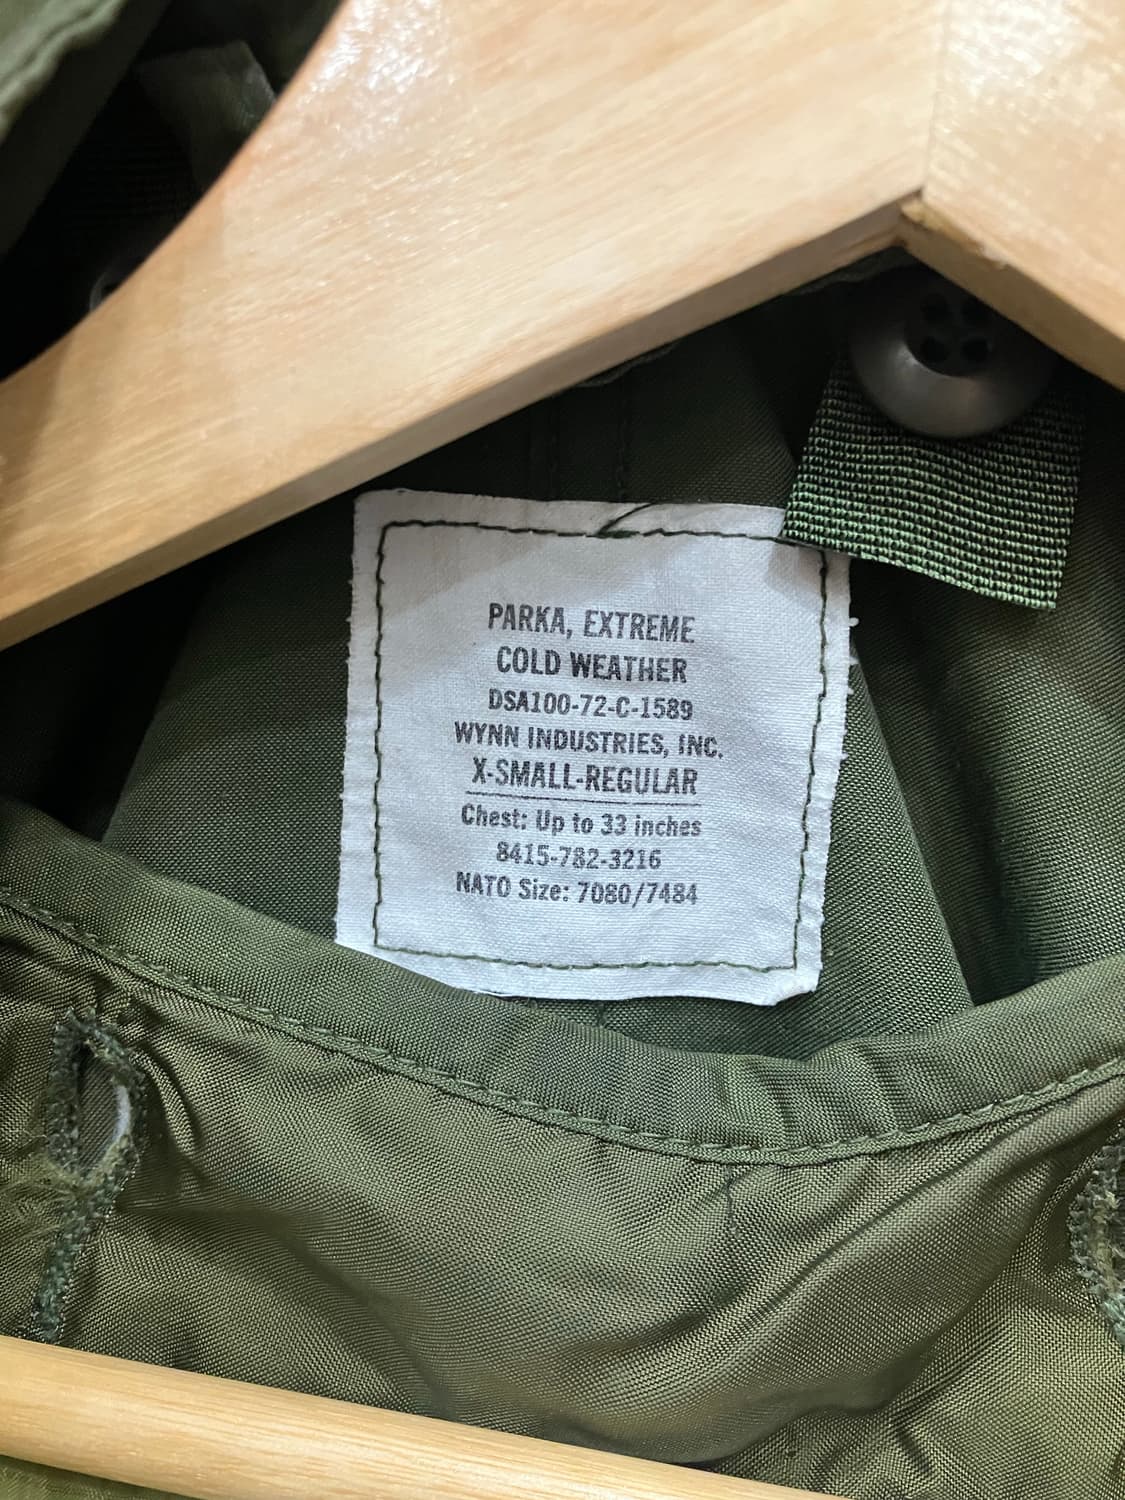 PARKA, EXTREME
COLD WEATHER
DSA100-72-C-1589
WYNN INDUSTRIES, INC.
X-SMALL-REGULAR
Chest: Up to 33 inches
8415-782-3216
NATO Size: 7080/7484